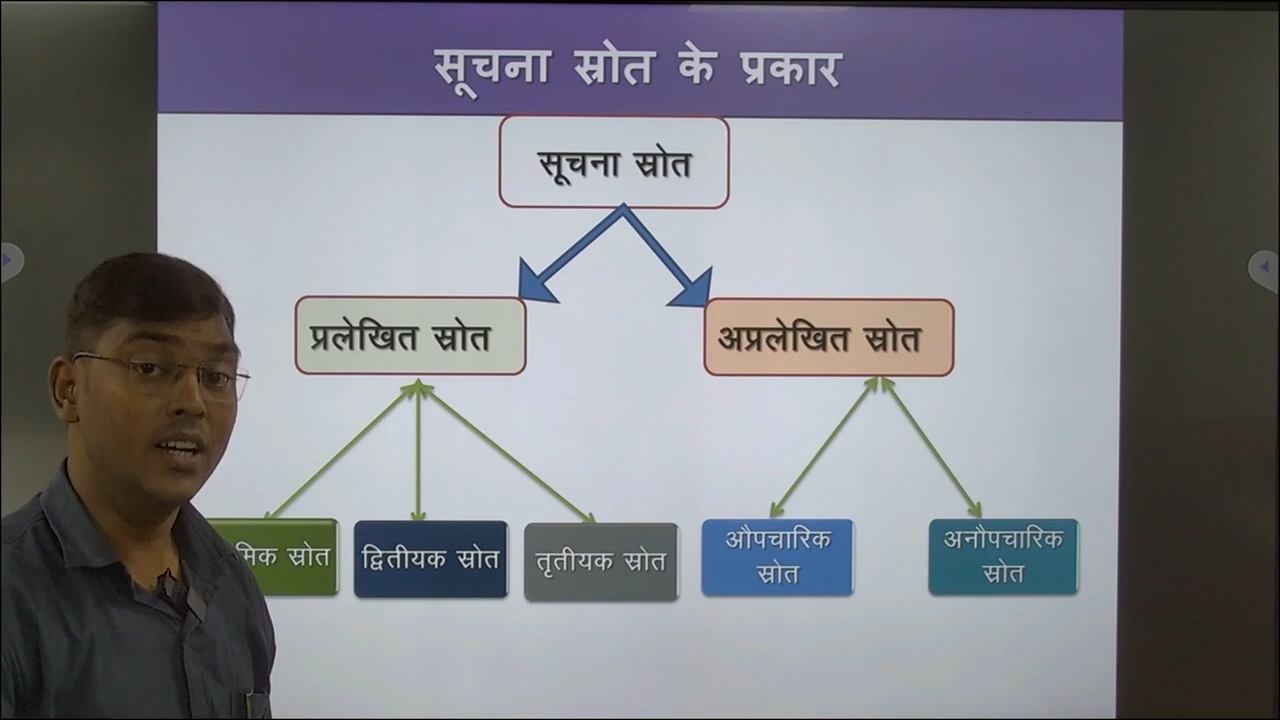 सूचना स्रोत के प्रकार
सूचना स्रोत
प्रलेखित स्रोत
अप्रलेखित स्रोत
स्रोत
द्वितीयक स्रोत
तृतीयक स्रोत
औपचारिक
स्रोत
अनौपचारिक
स्रोत